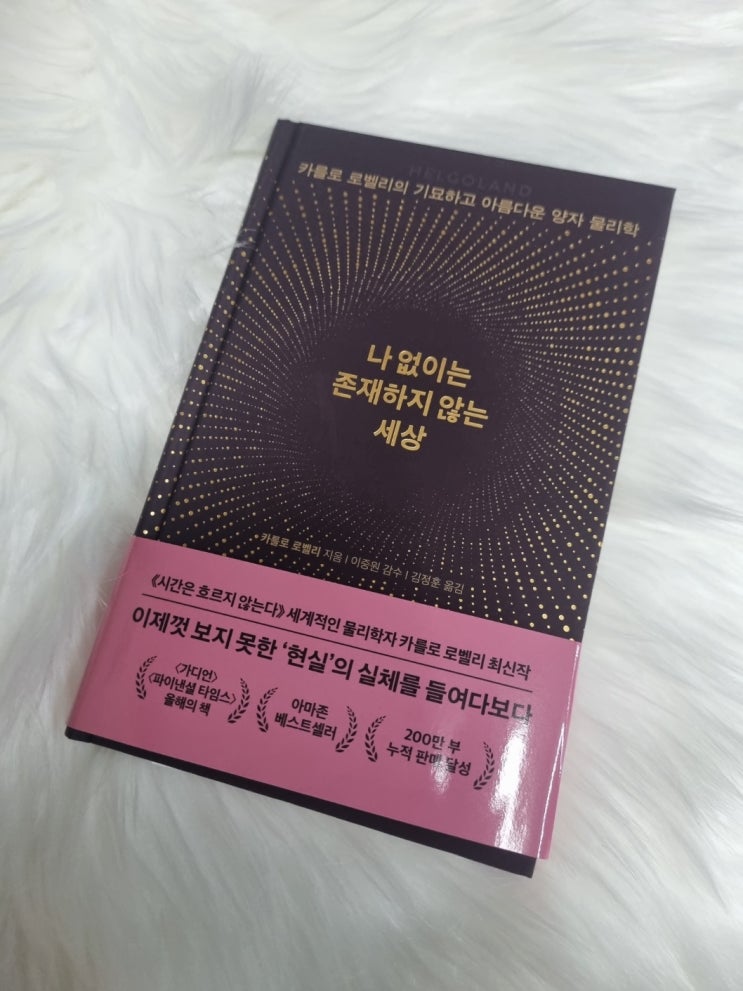 HELGOLAND
카를로 로벨리의 기묘하고 아름다운 양자 물리학
나 없이는
존재하지 않는
세상
카를로 로벨리 지음 | 이중원 감수 | 김정훈 옮김
《시간은 흐르지 않는다》 세계적인 물리학자 카를로 로벨리 최신작
이제껏 보지 못한 ‘현실’의 실체를 들여다보다
〈가디언〉
〈파이낸셜 타임스〉
올해의 책
아마존
베스트셀러
200만 부
누적 판매 달성